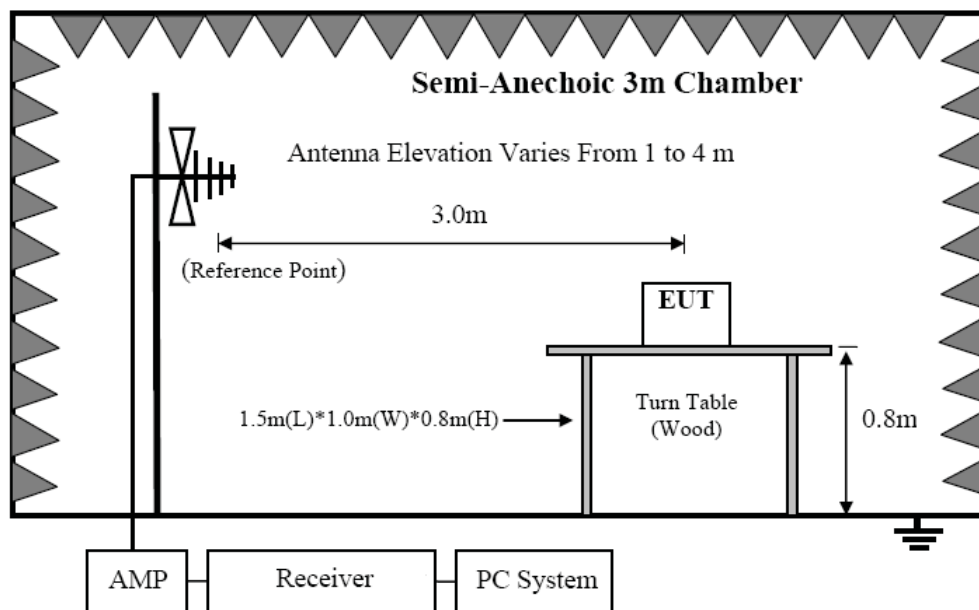 Semi-Anechoic 3m Chamber
Antenna Elevation Varies From 1 to 4 m
3.0m
(Reference Point)
EUT
1.5m(L)*1.0m(W)*0.8m(H)
Turn Table
(Wood)
0.8m
AMP
Receiver
PC System